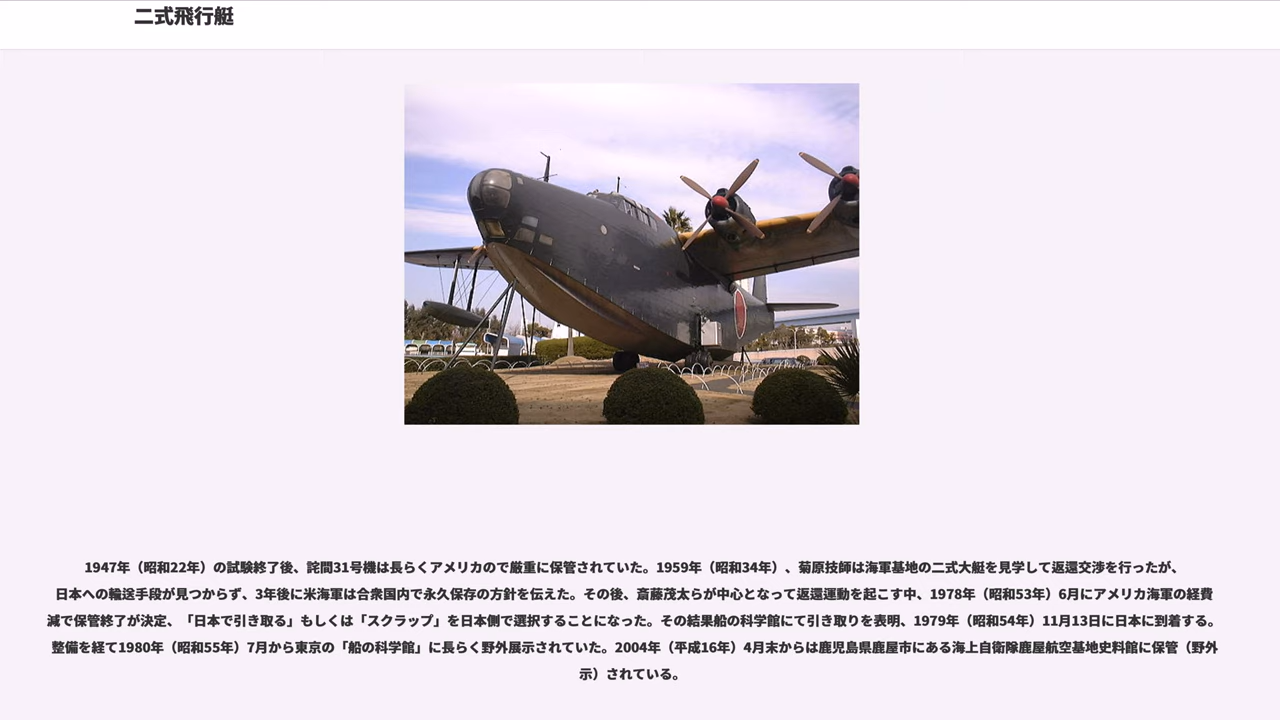 二式飛行艇
1947年（昭和22年）の試験終了後、詫間31号機は長らくアメリカので厳重に保管されていた。1959年（昭和34年）、菊原技師は海軍基地の二式大艇を見学して返還交渉を行ったが、
日本への輸送手段が見つからず、3年後に米海軍は合衆国内で永久保存の方針を伝えた。その後、斎藤茂太らが中心となって返還運動を起こす中、1978年（昭和53年）6月にアメリカ海軍の経費
減で保管終了が決定、「日本で引き取る」もしくは「スクラップ」を日本側で選択することになった。その結果船の科学館にて引き取りを表明、1979年（昭和54年）11月13日に日本に到着する。
整備を経て1980年（昭和55年）7月から東京の「船の科学館」に長らく野外展示されていた。2004年（平成16年）4月末からは鹿児島県鹿屋市にある海上自衛隊鹿屋航空基地史料館に保管（野外
示）されている。